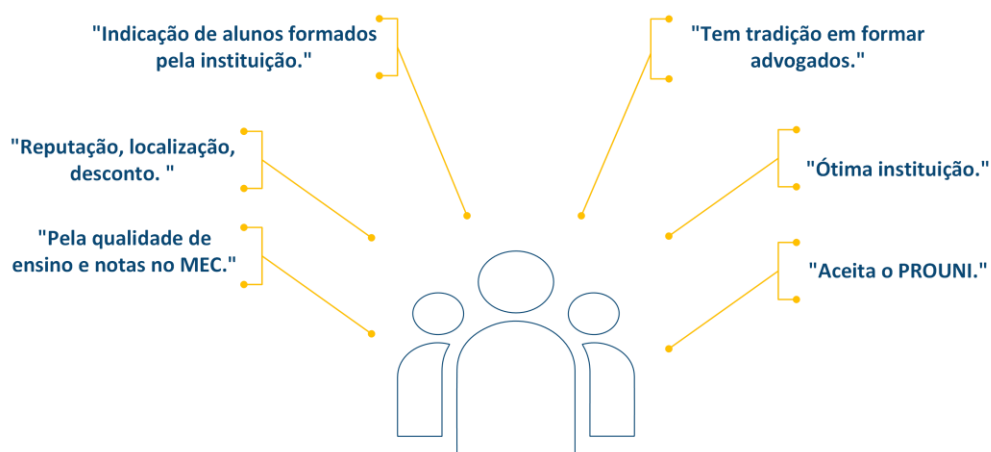 "Indicação de alunos formados
pela instituição."
"Tem tradição em formar
advogados."
"Reputação, localização,
desconto. "
"Ótima instituição."
"Pela qualidade de
ensino e notas no MEC."
"Aceita o PROUNI."